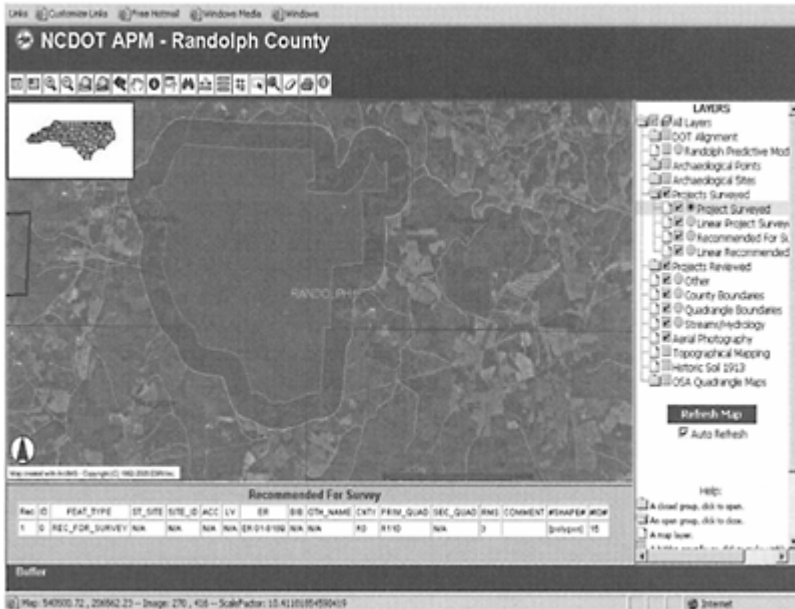 Links Customize Links Free Hotmail Windows Media Windows
NCDOT APM - Randolph County
RANDOLPH
LAYERS
All Layers
DOT Alignment
Randolph Predictive Mod
Archaeological Points
Archaeological Sites
Projects Surveyed
Project Surveyed
Linear Project Survey
Recommended For Su
Linear Recommended
Projects Reviewed
Other
County Boundaries
Quadrangle Boundaries
Streams/Hydrology
Aerial Photography
Topographical Mapping
Historic Soil 1913
OSA Quadrangle Maps
Refresh Map
Auto Refresh
Help:
A closed group, click to open.
An open group, click to close.
A map layer.
Recommended For Survey
Rec ID FEAT_TYPE ST_SITE SITE_ID ACC LV ER BIB OTH_NAME CNTY PRIM_QUAD SEC_QUAD RMS COMMENT #SHAPE# #ID#
1 0 REC_FOR_SURVEY N/A N/A N/A N/A N/A N/A RD N/A 3 [polygon] 15
Buffer
Internet